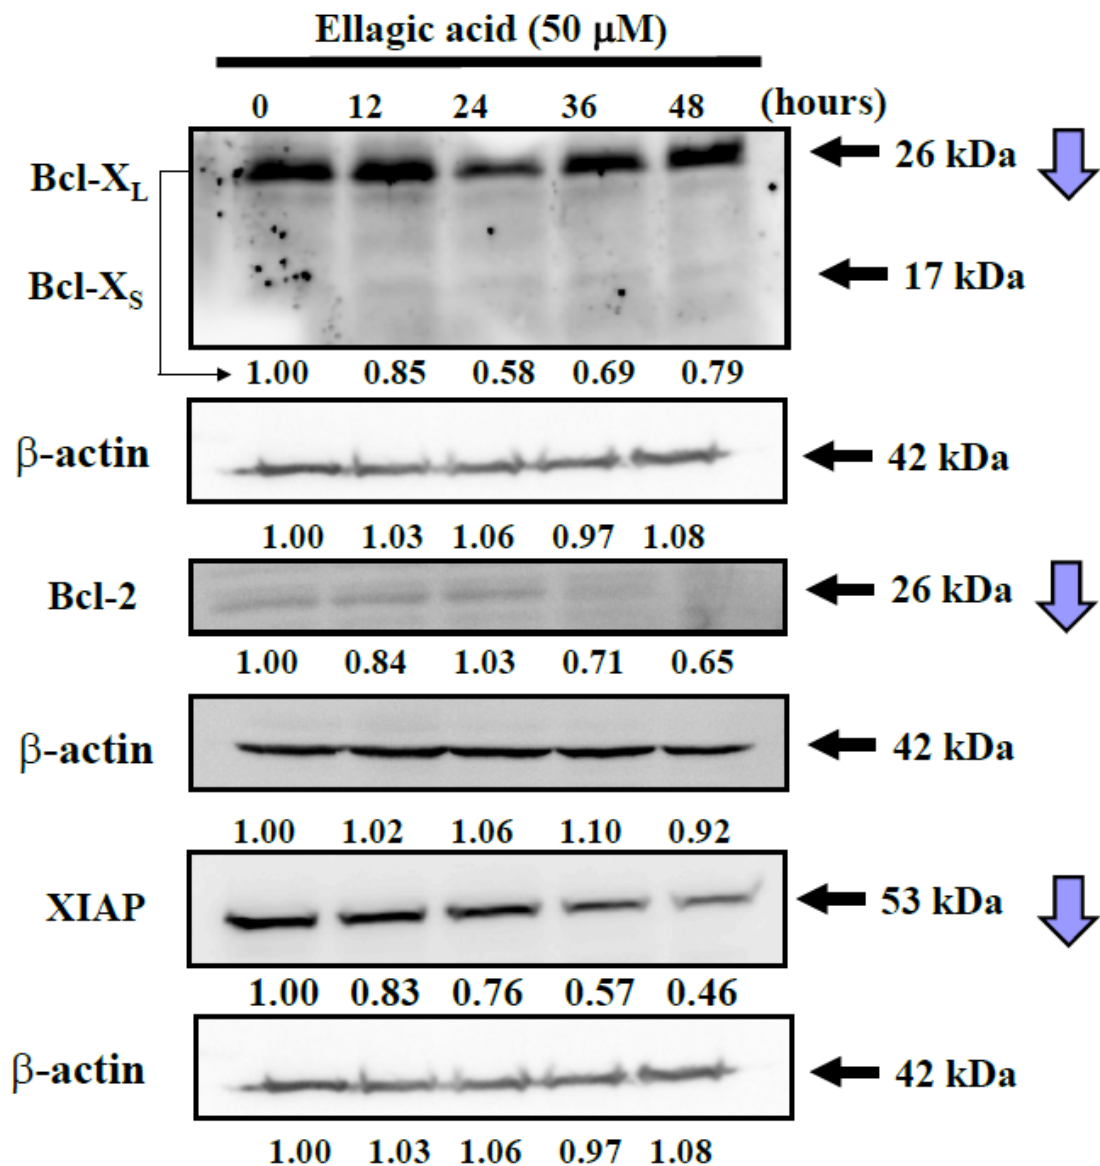 Ellagic acid (50 μM)
0 12 24 36 48 (hours)
Bcl-XL 26 kDa
Bcl-XS 17 kDa
1.00 0.85 0.58 0.69 0.79
β-actin 42 kDa
1.00 1.03 1.06 0.97 1.08
Bcl-2 26 kDa
1.00 0.84 1.03 0.71 0.65
β-actin 42 kDa
1.00 1.02 1.06 1.10 0.92
XIAP 53 kDa
1.00 0.83 0.76 0.57 0.46
β-actin 42 kDa
1.00 1.03 1.06 0.97 1.08